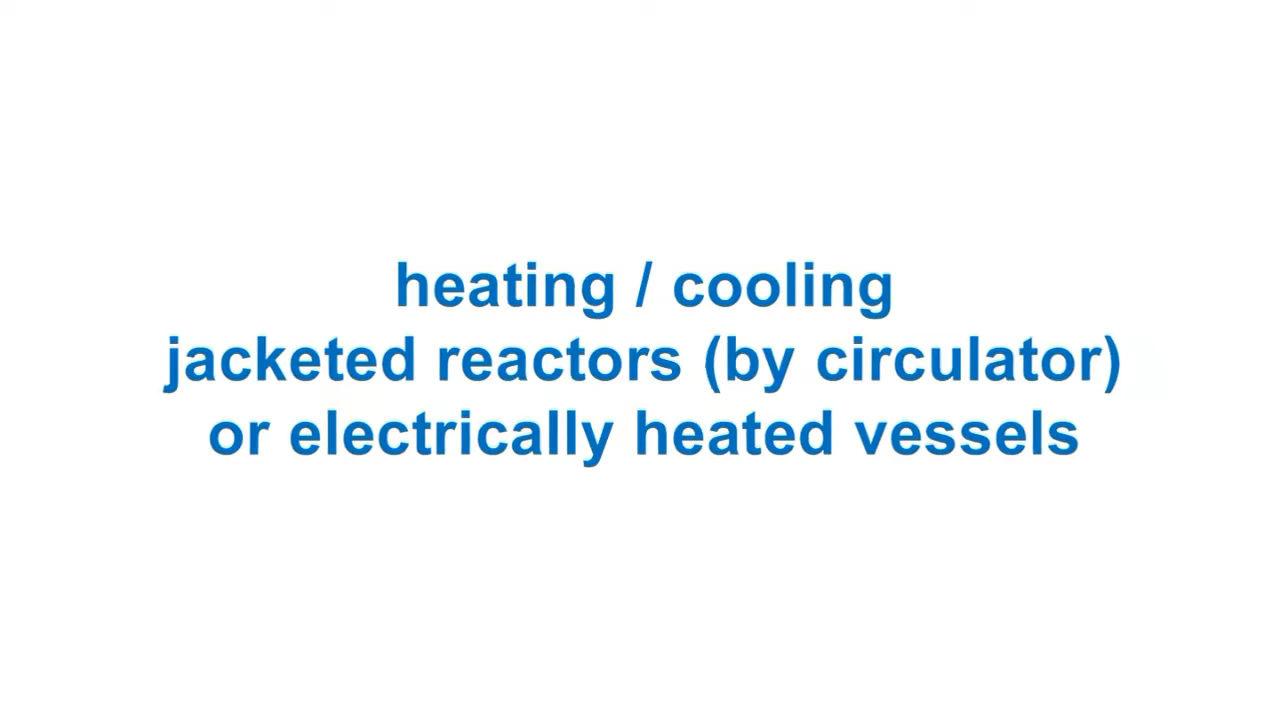 heating / cooling
jacketed reactors (by circulator)
or electrically heated vessels